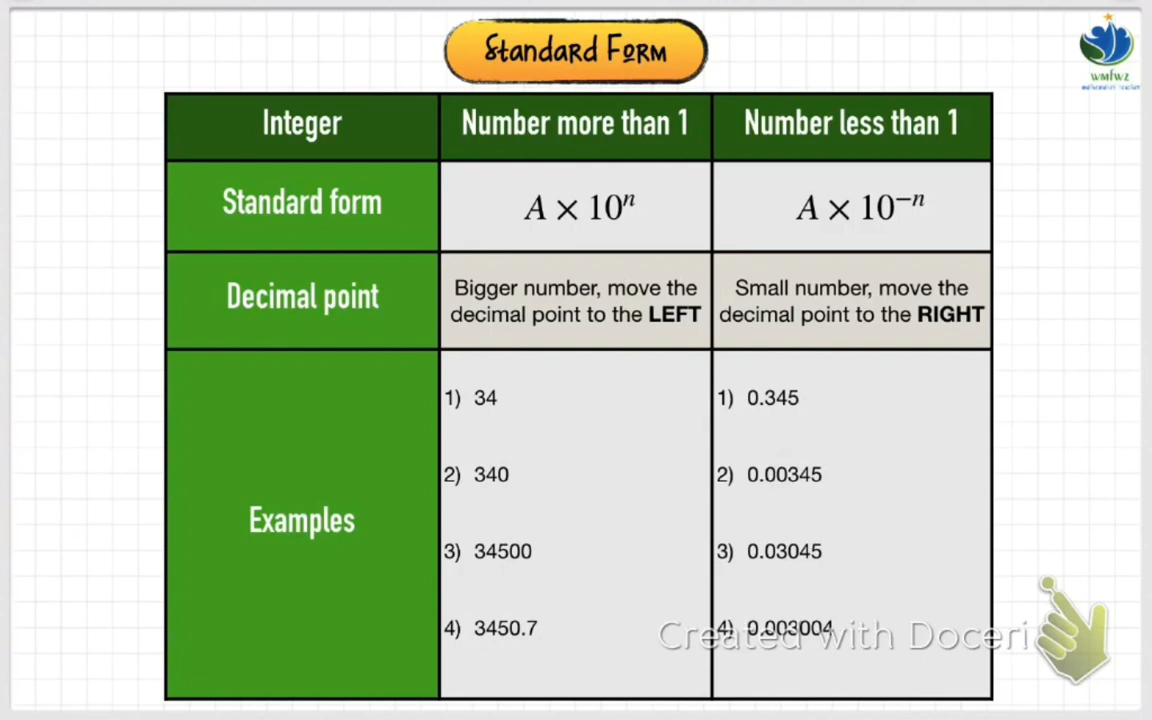 Standard Form
wmfwz
Integer
Number more than 1
Number less than 1
Standard form
A × 10ⁿ
A × 10⁻ⁿ
Decimal point
Bigger number, move the
decimal point to the LEFT
Small number, move the
decimal point to the RIGHT
Examples
1) 34
2) 340
3) 34500
4) 3450.7
1) 0.345
2) 0.00345
3) 0.03045
4) 0.003004
Created with Doceri